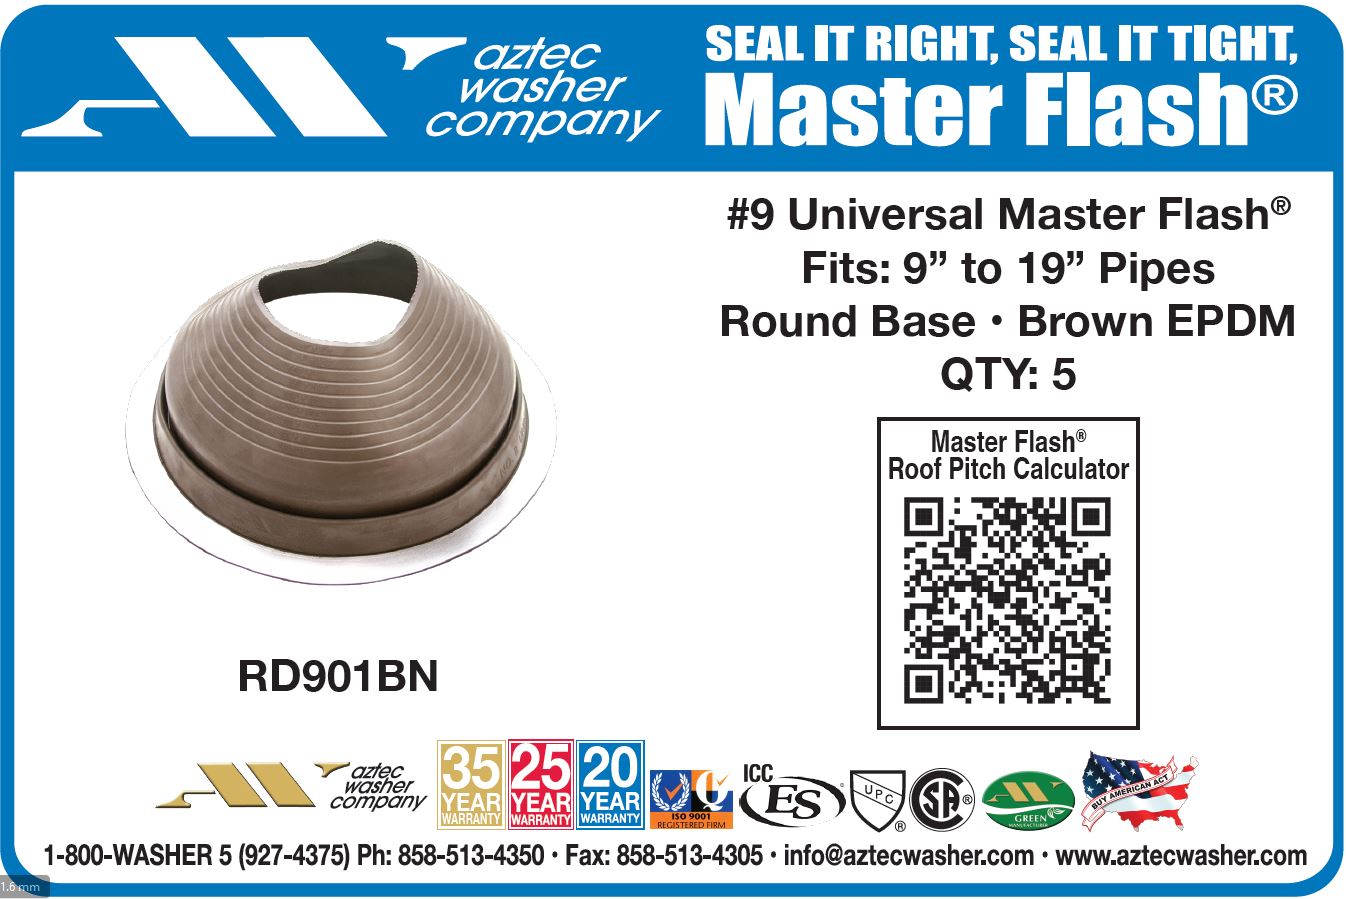 aztec
washer
company
SEAL IT RIGHT, SEAL IT TIGHT,
Master Flash®
#9 Universal Master Flash®
Fits: 9” to 19” Pipes
Round Base • Brown EPDM
QTY: 5
Master Flash®
Roof Pitch Calculator
NO.
RD901BN
aztec
washer
company
35
YEAR
WARRANTY
25
YEAR
WARRANTY
20
YEAR
WARRANTY
ISO 9001
REGISTERED FIRM
ICC
ES®
UPC®
SA®
GREEN
MANUFACTURER
BUY AMERICAN ACT
1-800-WASHER 5 (927-4375) Ph: 858-513-4350 • Fax: 858-513-4305 • info@aztecwasher.com • www.aztecwasher.com
1.6 mm